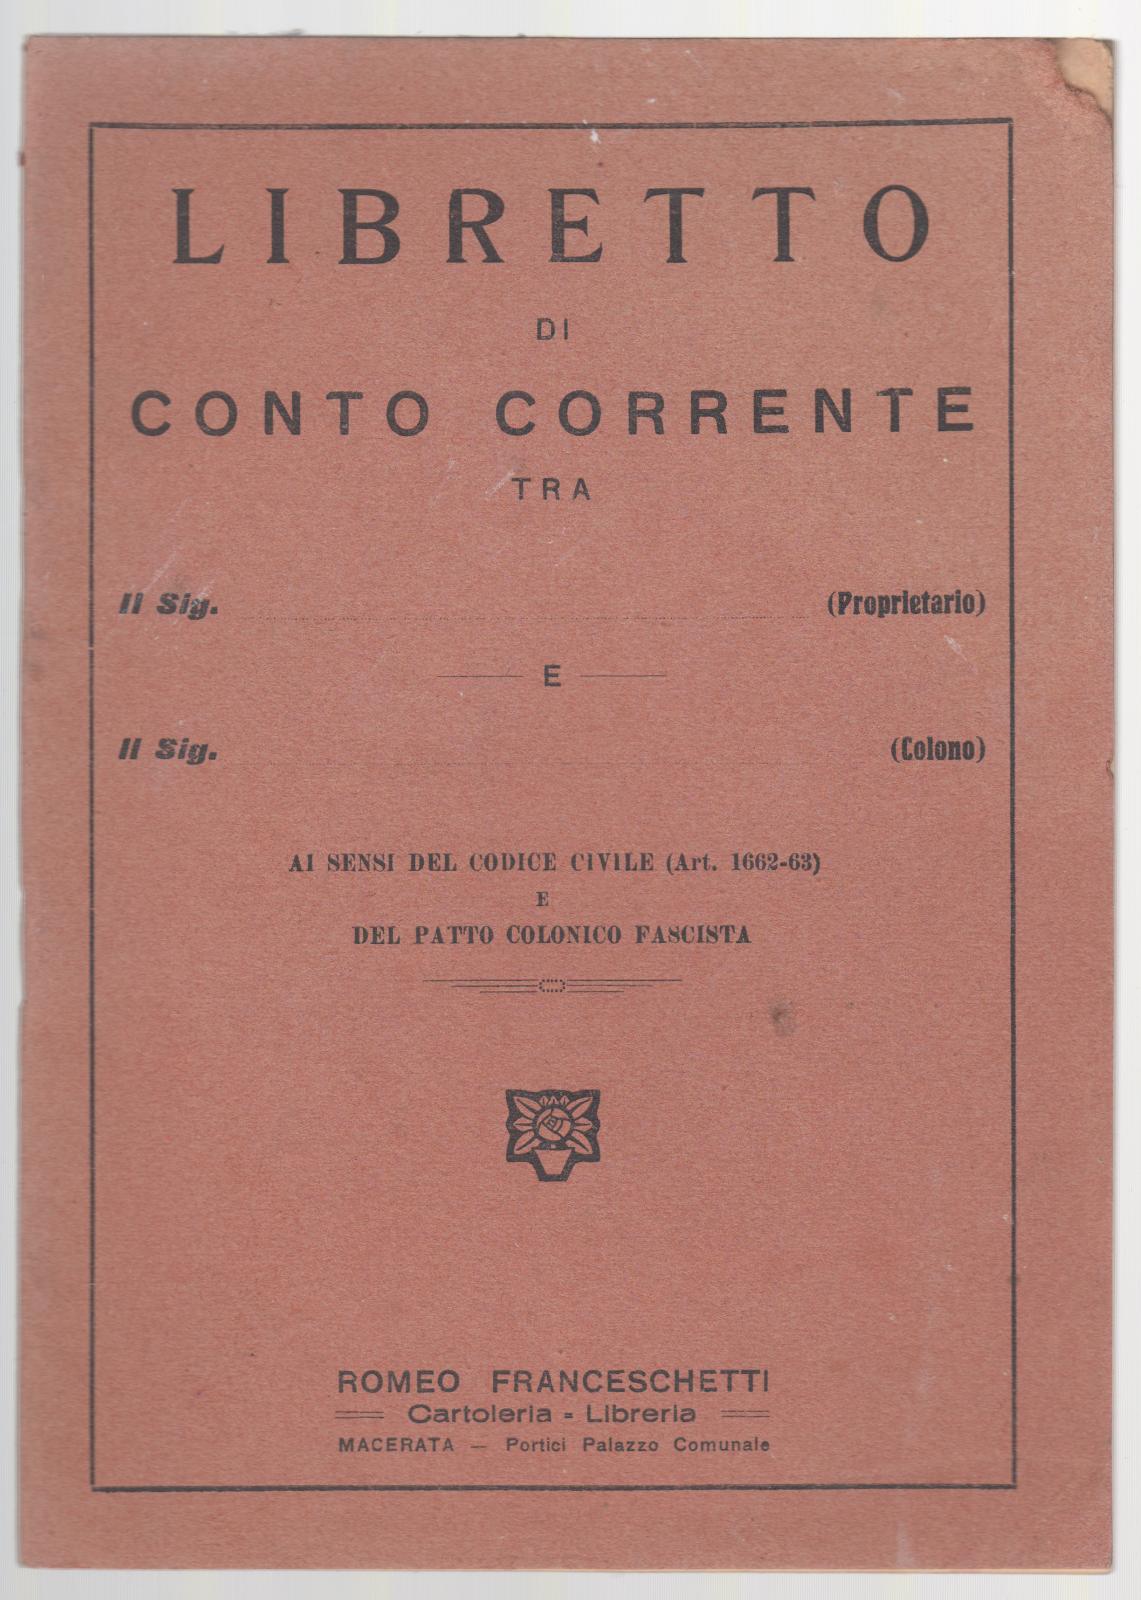 LIBRETTO
DI
CONTO CORRENTE
TRA
Il Sig. (Proprietario)
E
Il Sig. (Colono)
AI SENSI DEL CODICE CIVILE (Art. 1662-63)
E
DEL PATTO COLONICO FASCISTA
ROMEO FRANCESCHETTI
Cartoleria = Libreria
MACERATA — Portici Palazzo Comunale